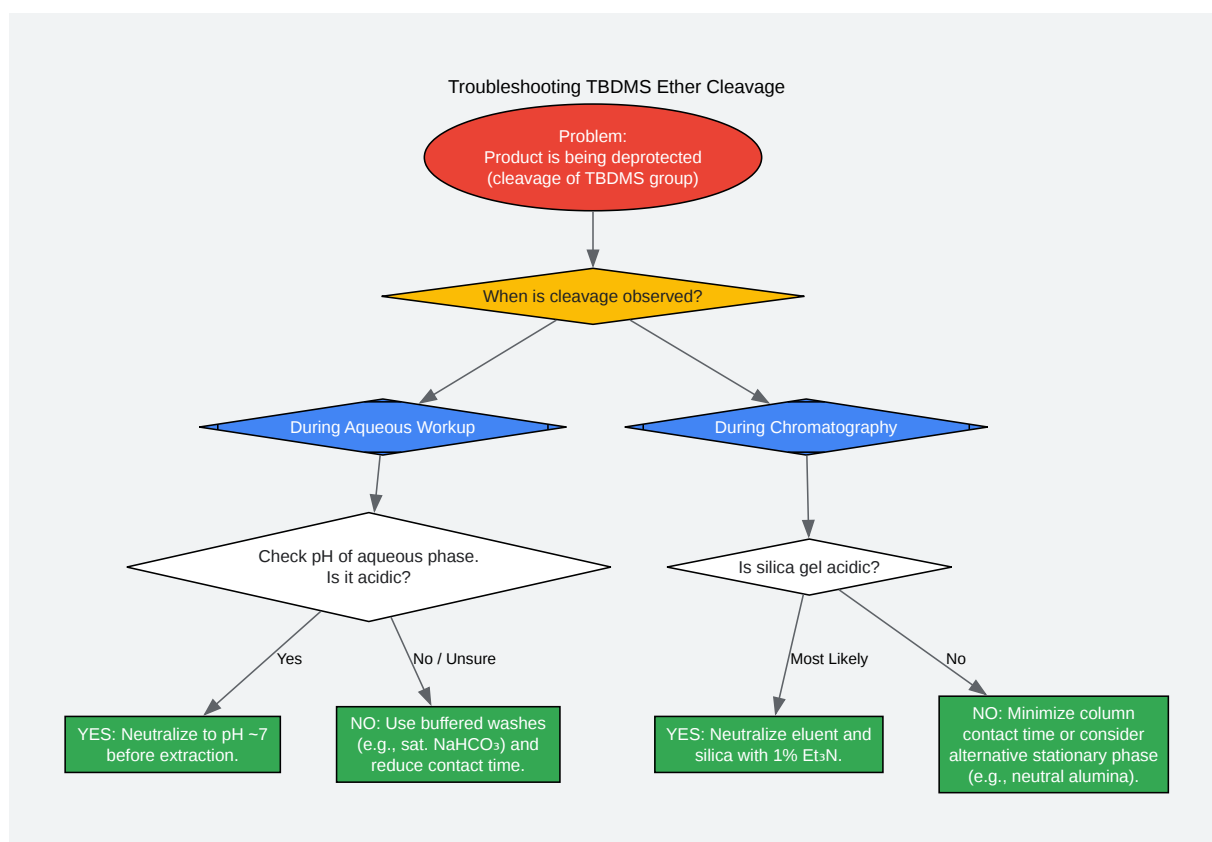 Troubleshooting TBDMS Ether Cleavage
Problem:
Product is being deprotected
(cleavage of TBDMS group)
When is cleavage observed?
During Aqueous Workup
During Chromatography
Check pH of aqueous phase.
Is it acidic?
Is silica gel acidic?
Yes
No / Unsure
Most Likely
No
YES: Neutralize to pH ~7
before extraction.
NO: Use buffered washes
(e.g., sat. NaHCO₃) and
reduce contact time.
YES: Neutralize eluent and
silica with 1% Et₃N.
NO: Minimize column
contact time or consider
alternative stationary phase
(e.g., neutral alumina).